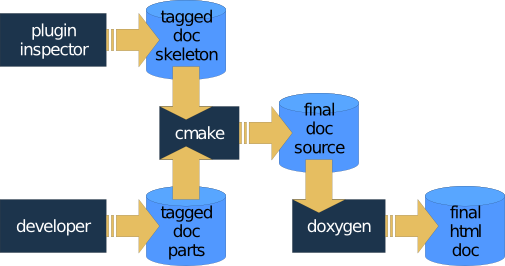 plugin
inspector
tagged
doc
skeleton
cmake
final
doc
source
developer
tagged
doc
parts
doxygen
final
html
doc